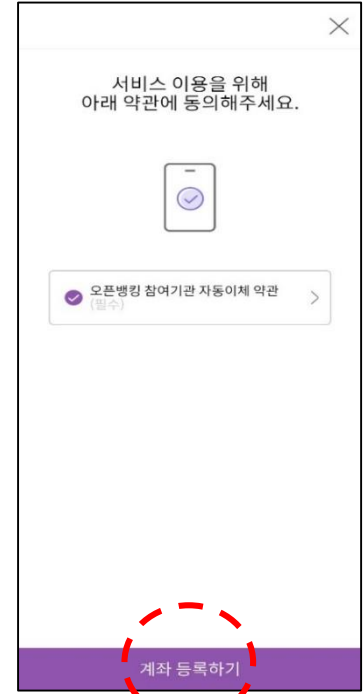 서비스 이용을 위해
아래 약관에 동의해주세요.
오픈뱅킹 참여기관 자동이체 약관
(필수)
계좌 등록하기